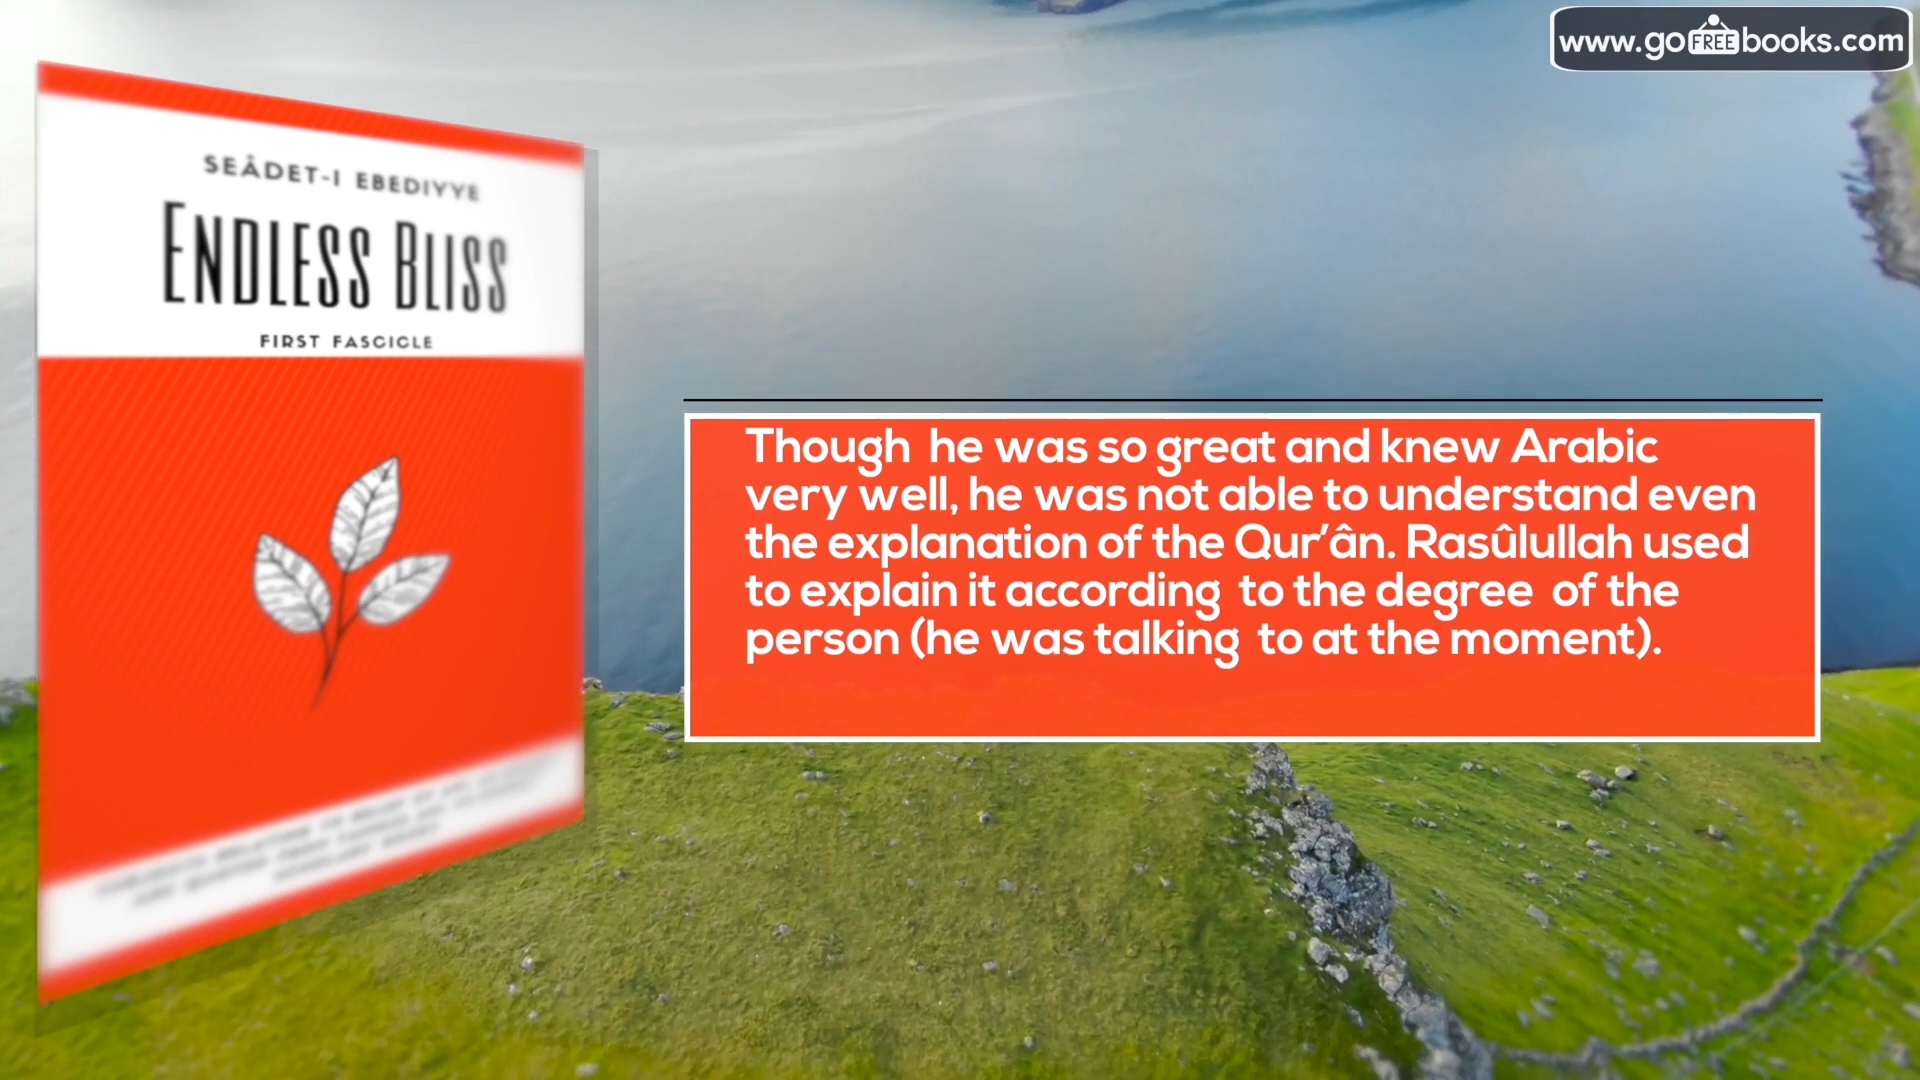 www.goFREEbooks.com
SEÂDET-I EBEDIYYE
ENDLESS BLISS
FIRST FASCICLE
Though he was so great and knew Arabic
very well, he was not able to understand even
the explanation of the Qur’ân. Rasûlullah used
to explain it according to the degree of the
person (he was talking to at the moment).